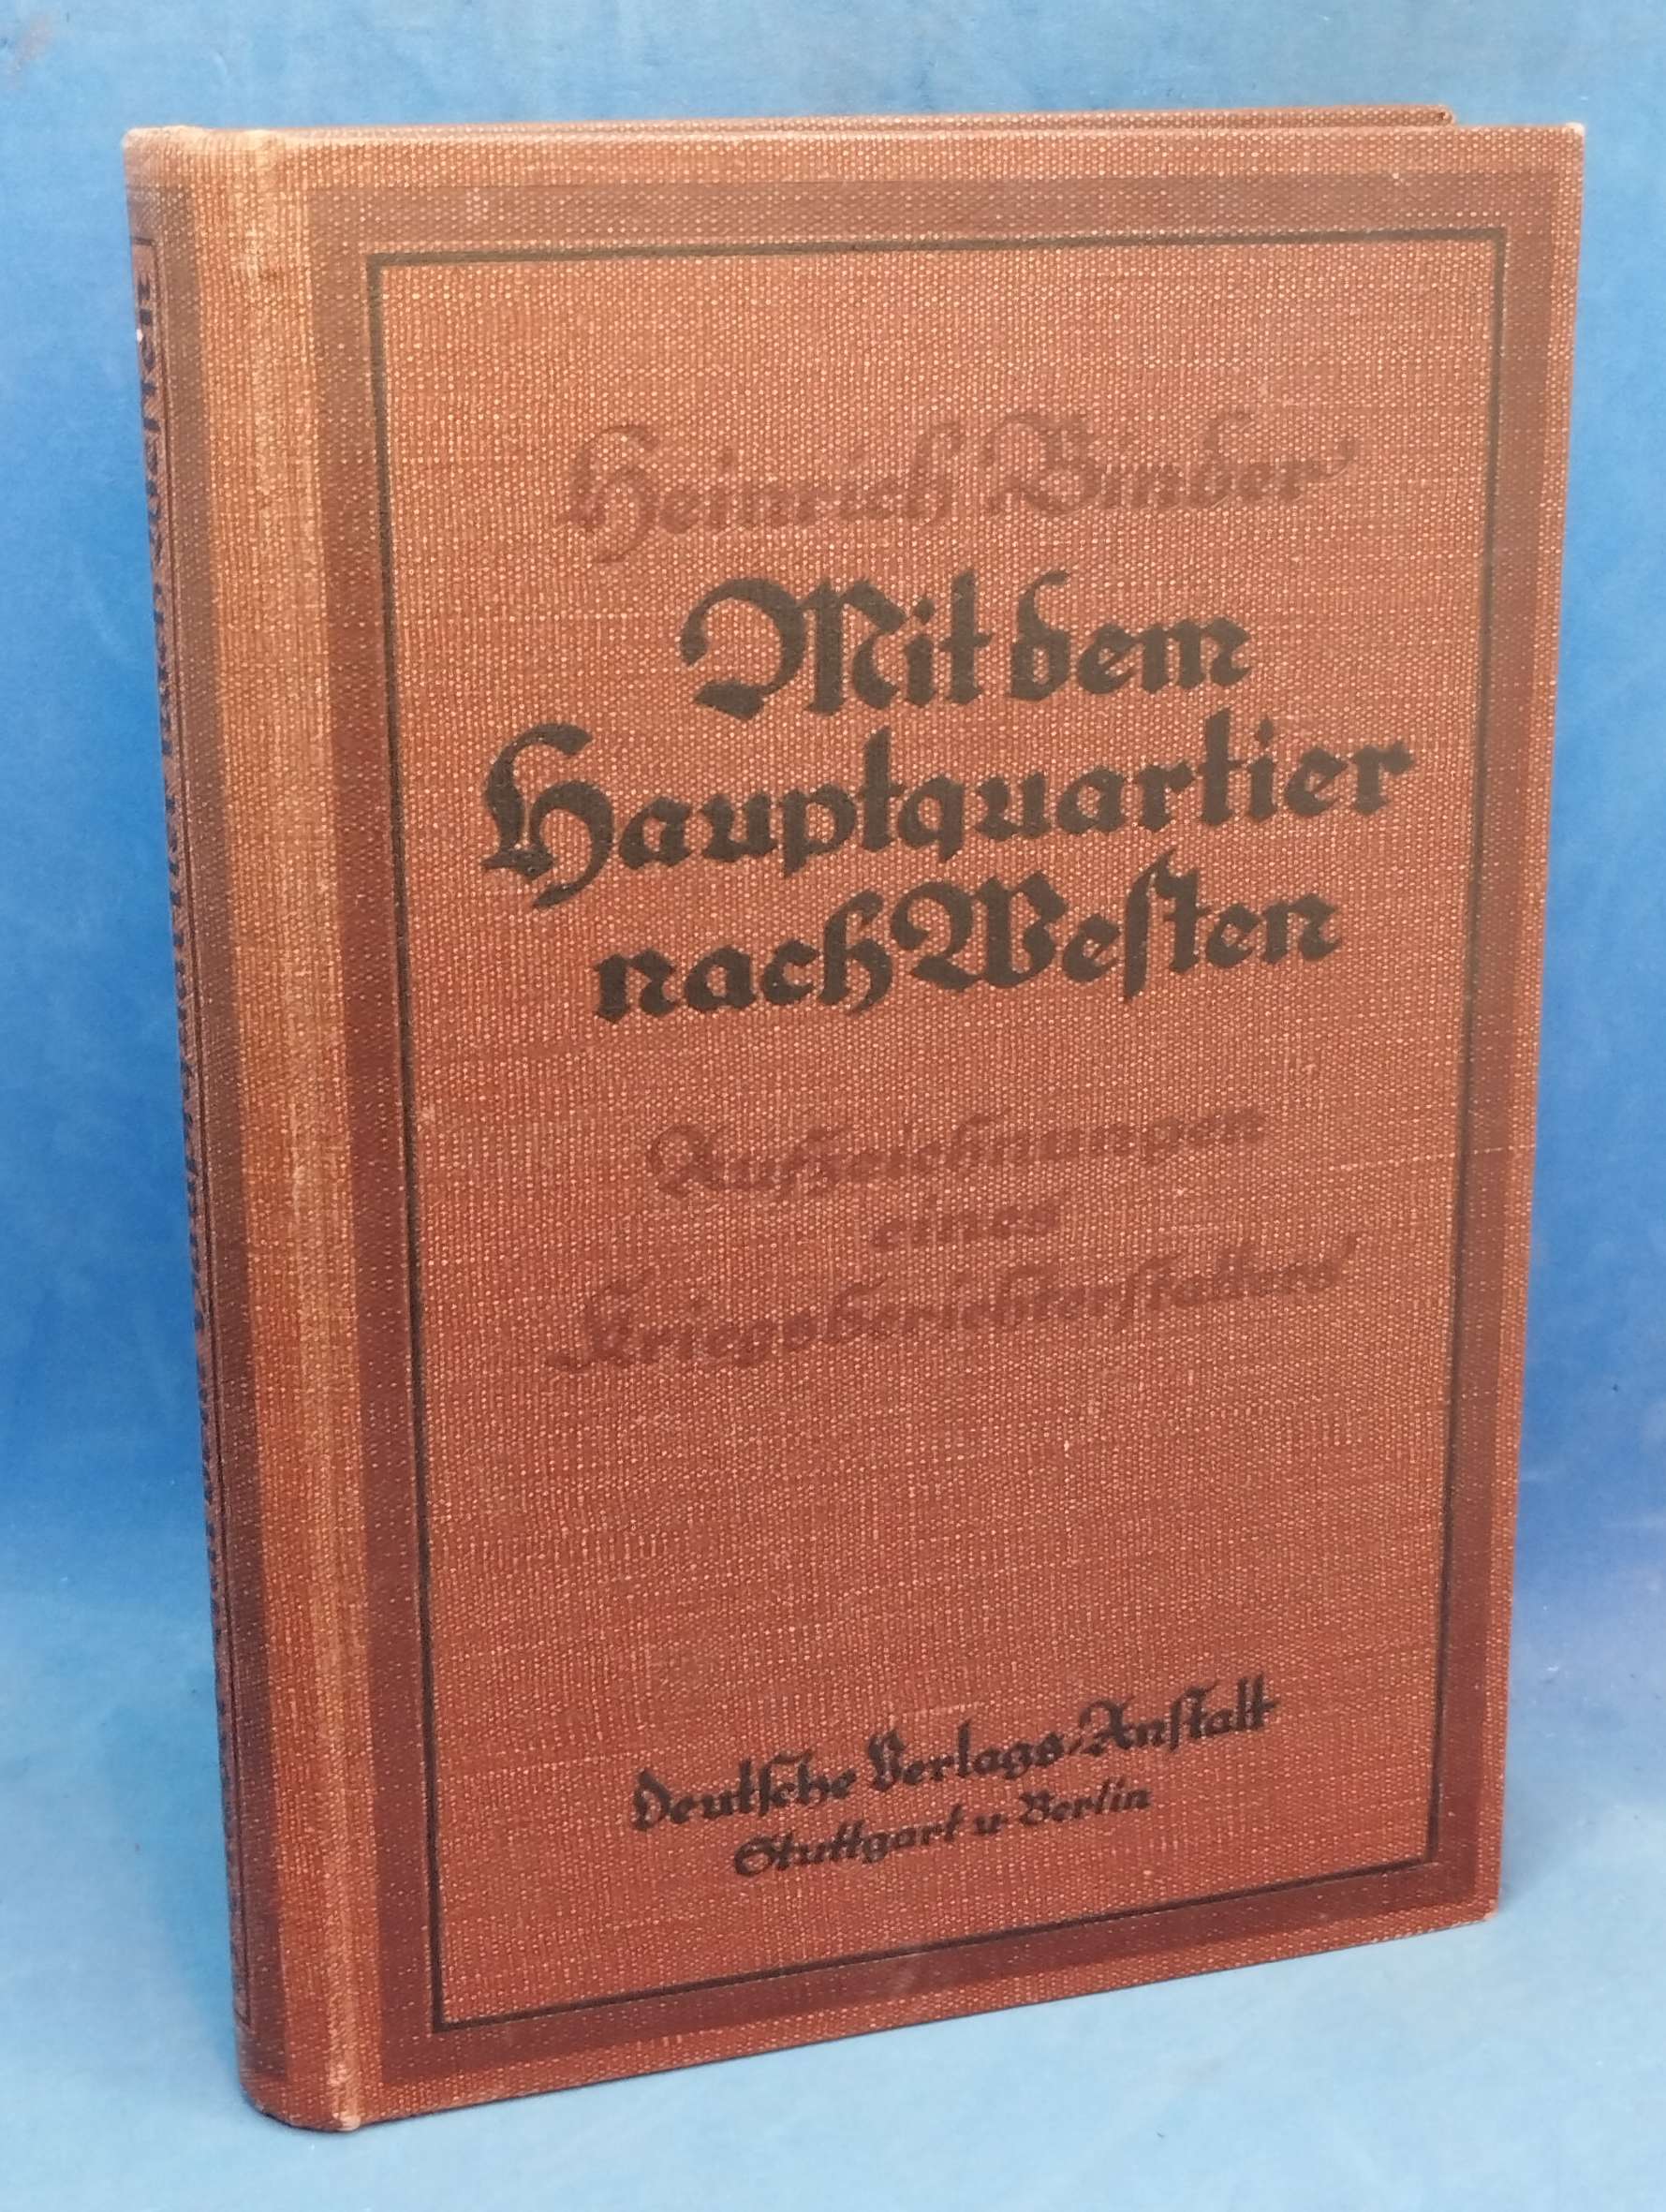 Heinrich Binder
Mit dem
Hauptquartier
nach Westen
Aufzeichnungen
eines
Kriegsberichterstatters
Deutsche Verlags-Anstalt
Stuttgart u. Berlin